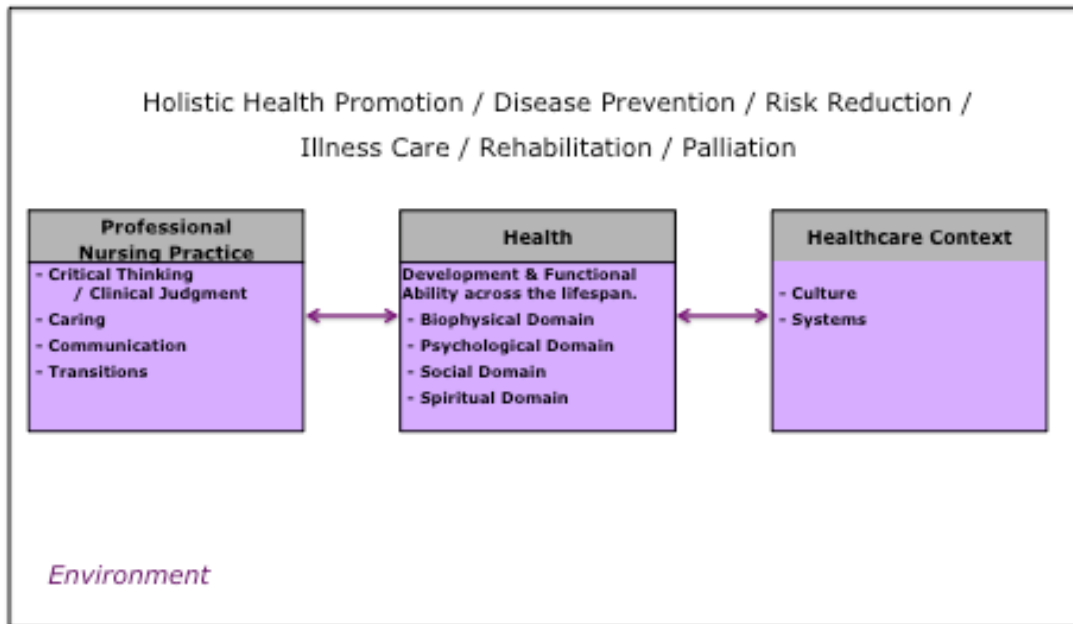 Holistic Health Promotion / Disease Prevention / Risk Reduction /
Illness Care / Rehabilitation / Palliation
Professional
Nursing Practice
- Critical Thinking
/ Clinical Judgment
- Caring
- Communication
- Transitions
Health
Development & Functional
Ability across the lifespan.
- Biophysical Domain
- Psychological Domain
- Social Domain
- Spiritual Domain
Healthcare Context
- Culture
- Systems
Environment